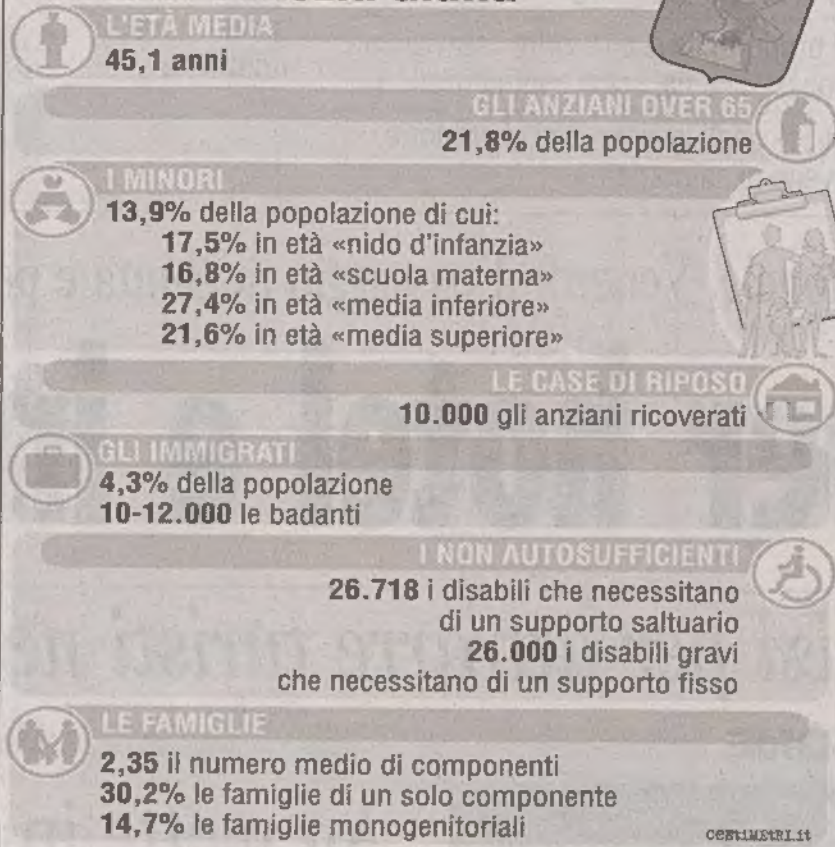 L'ETÀ MEDIA
45,1 anni
GLI ANZIANI OVER 65
21,8% della popolazione
I MINORI
13,9% della popolazione di cui:
17,5% in età «nido d'infanzia»
16,8% in età «scuola materna»
27,4% in età «media inferiore»
21,6% in età «media superiore»
LE CASE DI RIPOSO
10.000 gli anziani ricoverati
GLI IMMIGRATI
4,3% della popolazione
10-12.000 le badanti
I NON AUTOSUFFICIENTI
26.718 i disabili che necessitano
di un supporto saltuario
26.000 i disabili gravi
che necessitano di un supporto fisso
LE FAMIGLIE
2,35 il numero medio di componenti
30,2% le famiglie di un solo componente
14,7% le famiglie monogenitoriali
CENTIMETRI.it